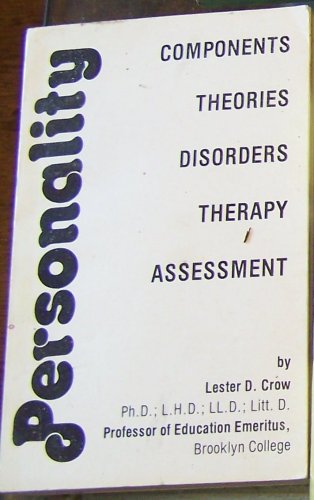 Personality
COMPONENTS
THEORIES
DISORDERS
THERAPY
ASSESSMENT
by
Lester D. Crow
Ph.D.; L.H.D.; LL.D.; Litt. D.
Professor of Education Emeritus,
Brooklyn College